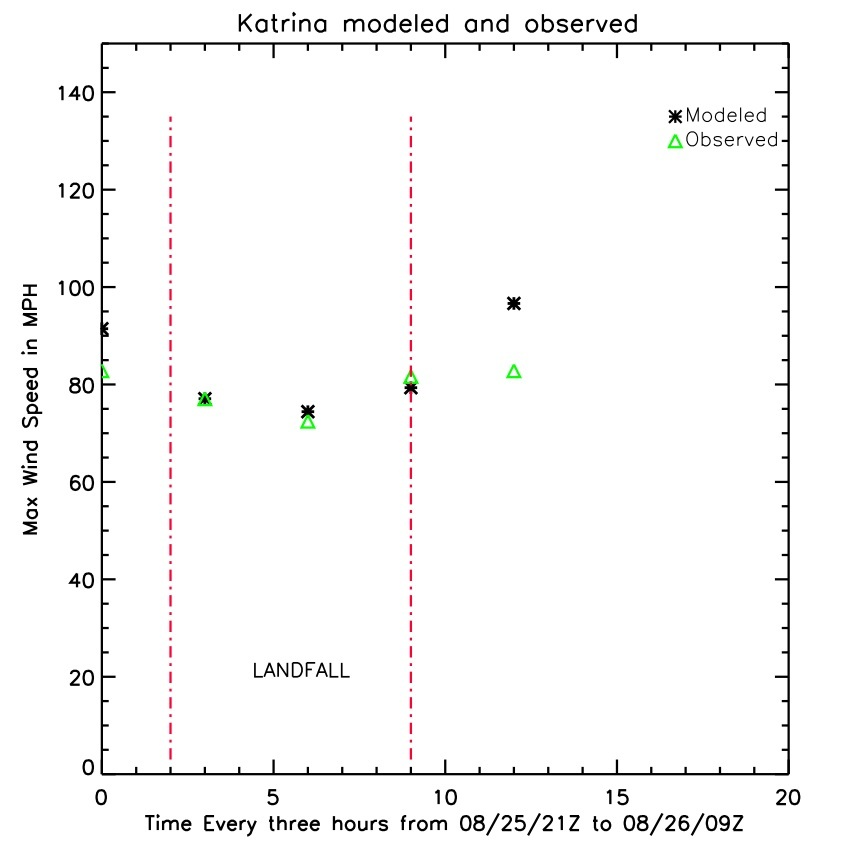 Katrina modeled and observed
140
Modeled
Observed
120
100
80
60
40
20
0
Max Wind Speed in MPH
LANDFALL
0 5 10 15 20
Time Every three hours from 08/25/21Z to 08/26/09Z